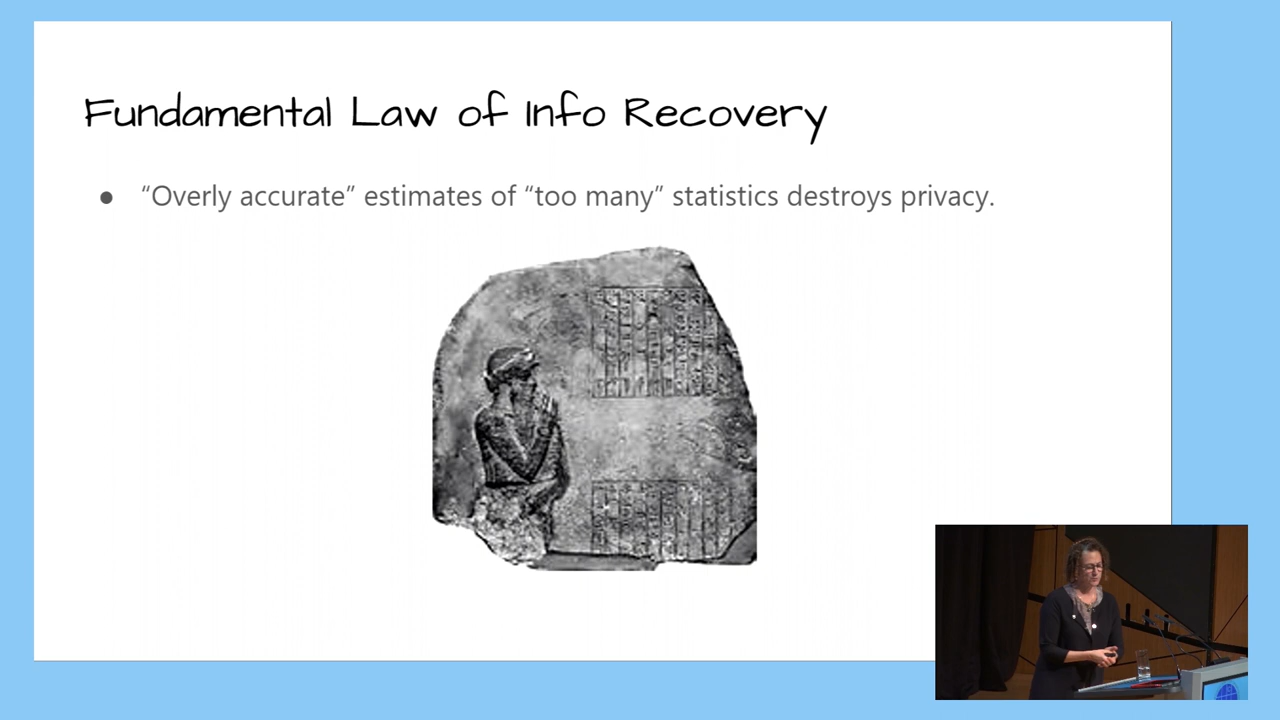 Fundamental Law of Info Recovery
● “Overly accurate” estimates of “too many” statistics destroys privacy.